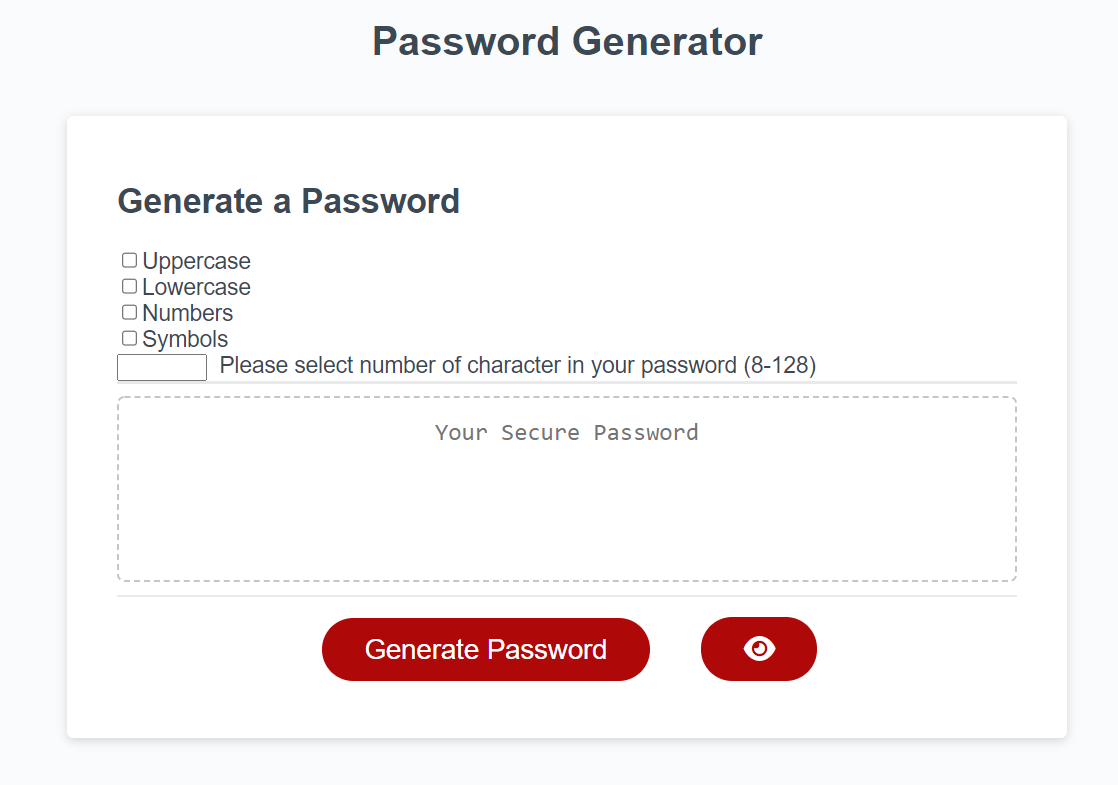 Password Generator
Generate a Password
Uppercase
Lowercase
Numbers
Symbols
Please select number of character in your password (8-128)
Your Secure Password
Generate Password